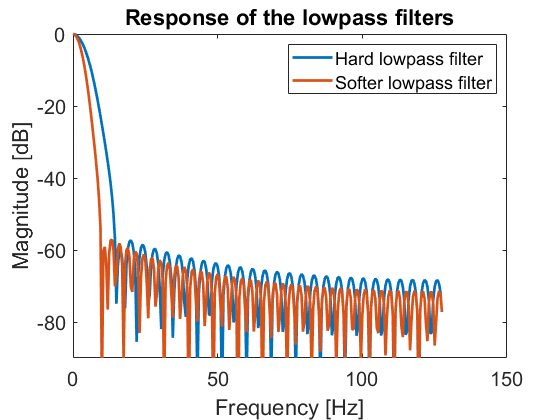 Response of the lowpass filters
Hard lowpass filter
Softer lowpass filter
Magnitude [dB]
0
-20
-40
-60
-80
0 50 100 150
Frequency [Hz]